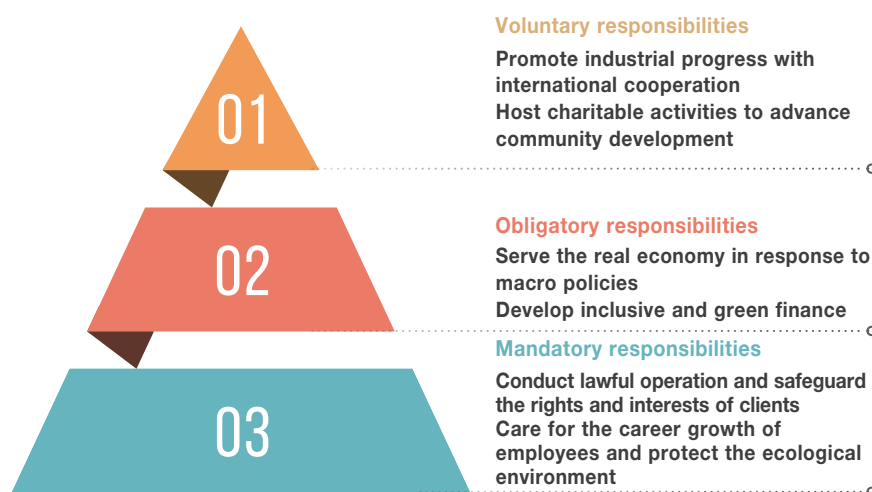 01
Voluntary responsibilities
Promote industrial progress with
international cooperation
Host charitable activities to advance
community development
02
Obligatory responsibilities
Serve the real economy in response to
macro policies
Develop inclusive and green finance
03
Mandatory responsibilities
Conduct lawful operation and safeguard
the rights and interests of clients
Care for the career growth of
employees and protect the ecological
environment